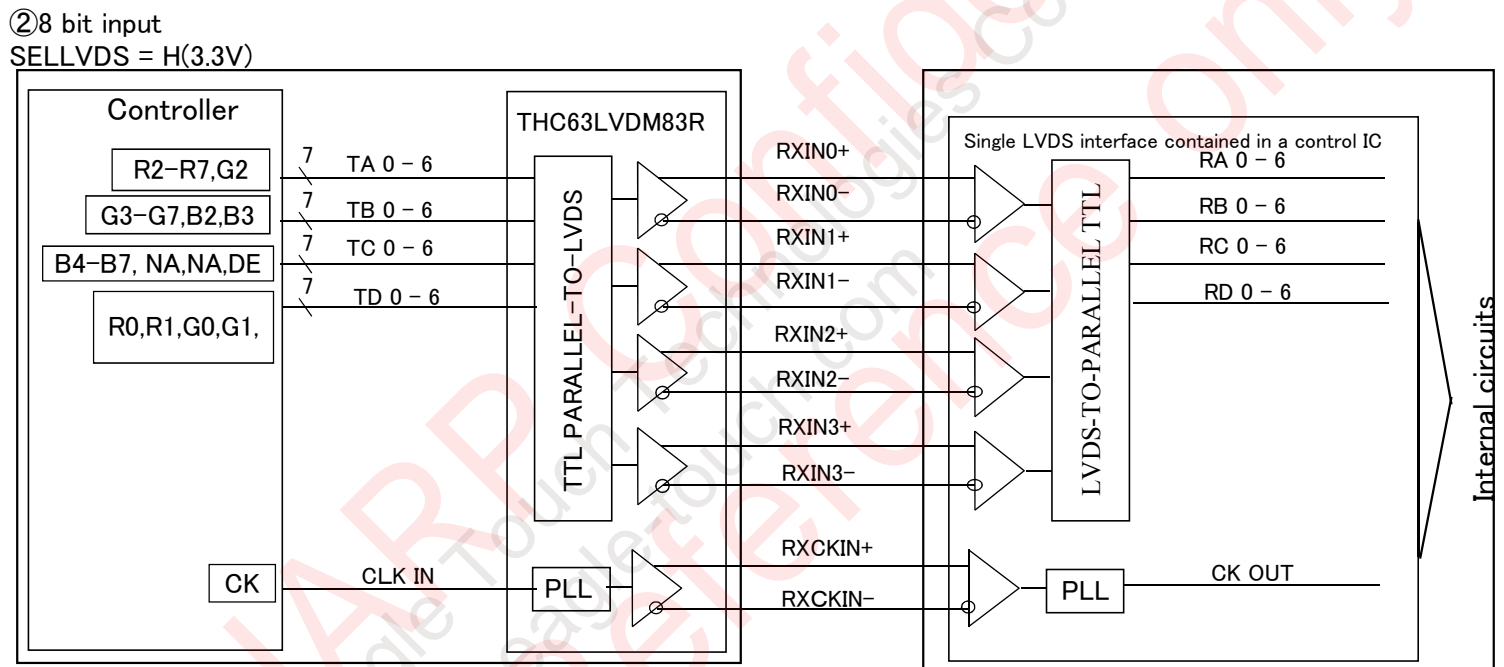 ②8 bit input
SELLVDS = H(3.3V)
Controller
R2-R7,G2
G3-G7,B2,B3
B4-B7, NA,NA,DE
R0,R1,G0,G1,
CK
7
TA 0 - 6
7
TB 0 - 6
7
TC 0 - 6
7
TD 0 - 6
CLK IN
THC63LVDM83R
TTL PARALLEL-TO-LVDS
PLL
RXIN0+
RXIN0-
RXIN1+
RXIN1-
RXIN2+
RXIN2-
RXIN3+
RXIN3-
RXCKIN+
RXCKIN-
Single LVDS interface contained in a control IC
LVDS-TO-PARALLEL TTL
PLL
RA 0 - 6
RB 0 - 6
RC 0 - 6
RD 0 - 6
CK OUT
Internal circuits